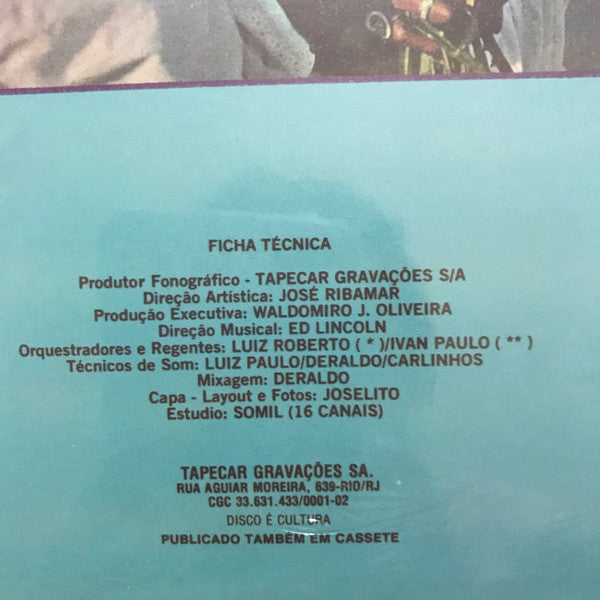 FICHA TÉCNICA
Produtor Fonográfico - TAPECAR GRAVAÇÕES S/A
Direção Artística: JOSÉ RIBAMAR
Produção Executiva: WALDOMIRO J. OLIVEIRA
Direção Musical: ED LINCOLN
Orquestradores e Regentes: LUIZ ROBERTO ( * )/IVAN PAULO ( ** )
Técnicos de Som: LUIZ PAULO/DERALDO/CARLINHOS
Mixagem: DERALDO
Capa - Layout e Fotos: JOSELITO
Estudio: SOMIL (16 CANAIS)
TAPECAR GRAVAÇÕES SA.
RUA AGUIAR MOREIRA, 639-RIO/RJ
CGC 33.631.433/0001-02
DISCO É CULTURA
PUBLICADO TAMBÉM EM CASSETE